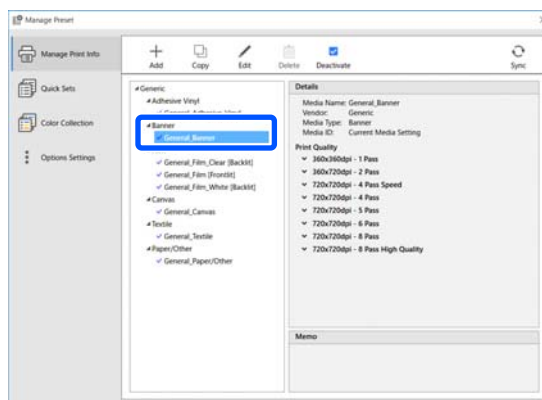 Manage Preset
Manage Print Info
Quick Sets
Color Collection
Options Settings
Add
Copy
Edit
Delete
Deactivate
Sync
Generic
Adhesive Vinyl
Banner
General_Banner
General_Film_Clear [Backlit]
General_Film [Frontlit]
General_Film_White [Backlit]
Canvas
General_Canvas
Textile
General_Textile
Paper/Other
General_Paper/Other
Details
Media Name: General_Banner
Vendor: Generic
Media Type: Banner
Media ID: Current Media Setting
Print Quality
360x360dpi - 1 Pass
360x720dpi - 2 Pass
720x720dpi - 4 Pass Speed
720x720dpi - 4 Pass
720x720dpi - 5 Pass
720x720dpi - 6 Pass
720x720dpi - 8 Pass
720x720dpi - 8 Pass High Quality
Memo